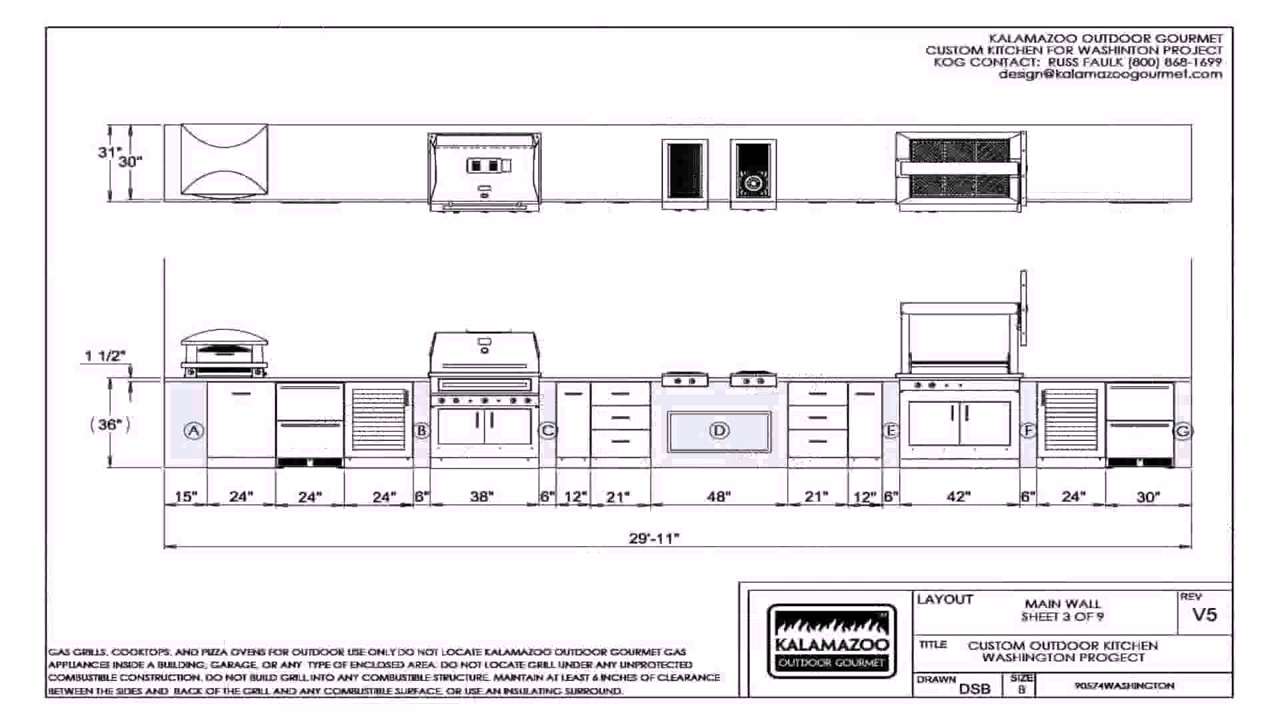 KALAMAZOO OUTDOOR GOURMET
CUSTOM KITCHEN FOR WASHINTON PROJECT
KOG CONTACT: RUSS FAULK (800) 868-1699
design@kalamazoogourmet.com
31" 30"
1 1/2"
(36")
A B C D E F G
15" 24" 24" 24" 6" 38" 6" 12" 21" 48" 21" 12" 6" 42" 6" 24" 30"
29'-11"
GAS GRILLS, COOKTOPS, AND PIZZA OVENS FOR OUTDOOR USE ONLY DO NOT LOCATE KALAMAZOO OUTDOOR GOURMET GAS
APPLIANCES INSIDE A BUILDING, GARAGE, OR ANY TYPE OF ENCLOSED AREA. DO NOT LOCATE GRILL UNDER ANY UNPROTECTED
COMBUSTIBLE CONSTRUCTION. DO NOT BUILD GRILL INTO ANY COMBUSTIBLE STRUCTURE. MAINTAIN AT LEAST 6 INCHES OF CLEARANCE
BETWEEN THE SIDES AND BACK OF THE GRILL AND ANY COMBUSTIBLE SURFACE, OR USE AN INSULATING SURROUND.
KALAMAZOO
OUTDOOR GOURMET
LAYOUT
MAIN WALL
SHEET 3 OF 9
REV
V5
TITLE
CUSTOM OUTDOOR KITCHEN
WASHINGTON PROGECT
DRAWN
DSB
SIZE
B
90574WASHINGTON